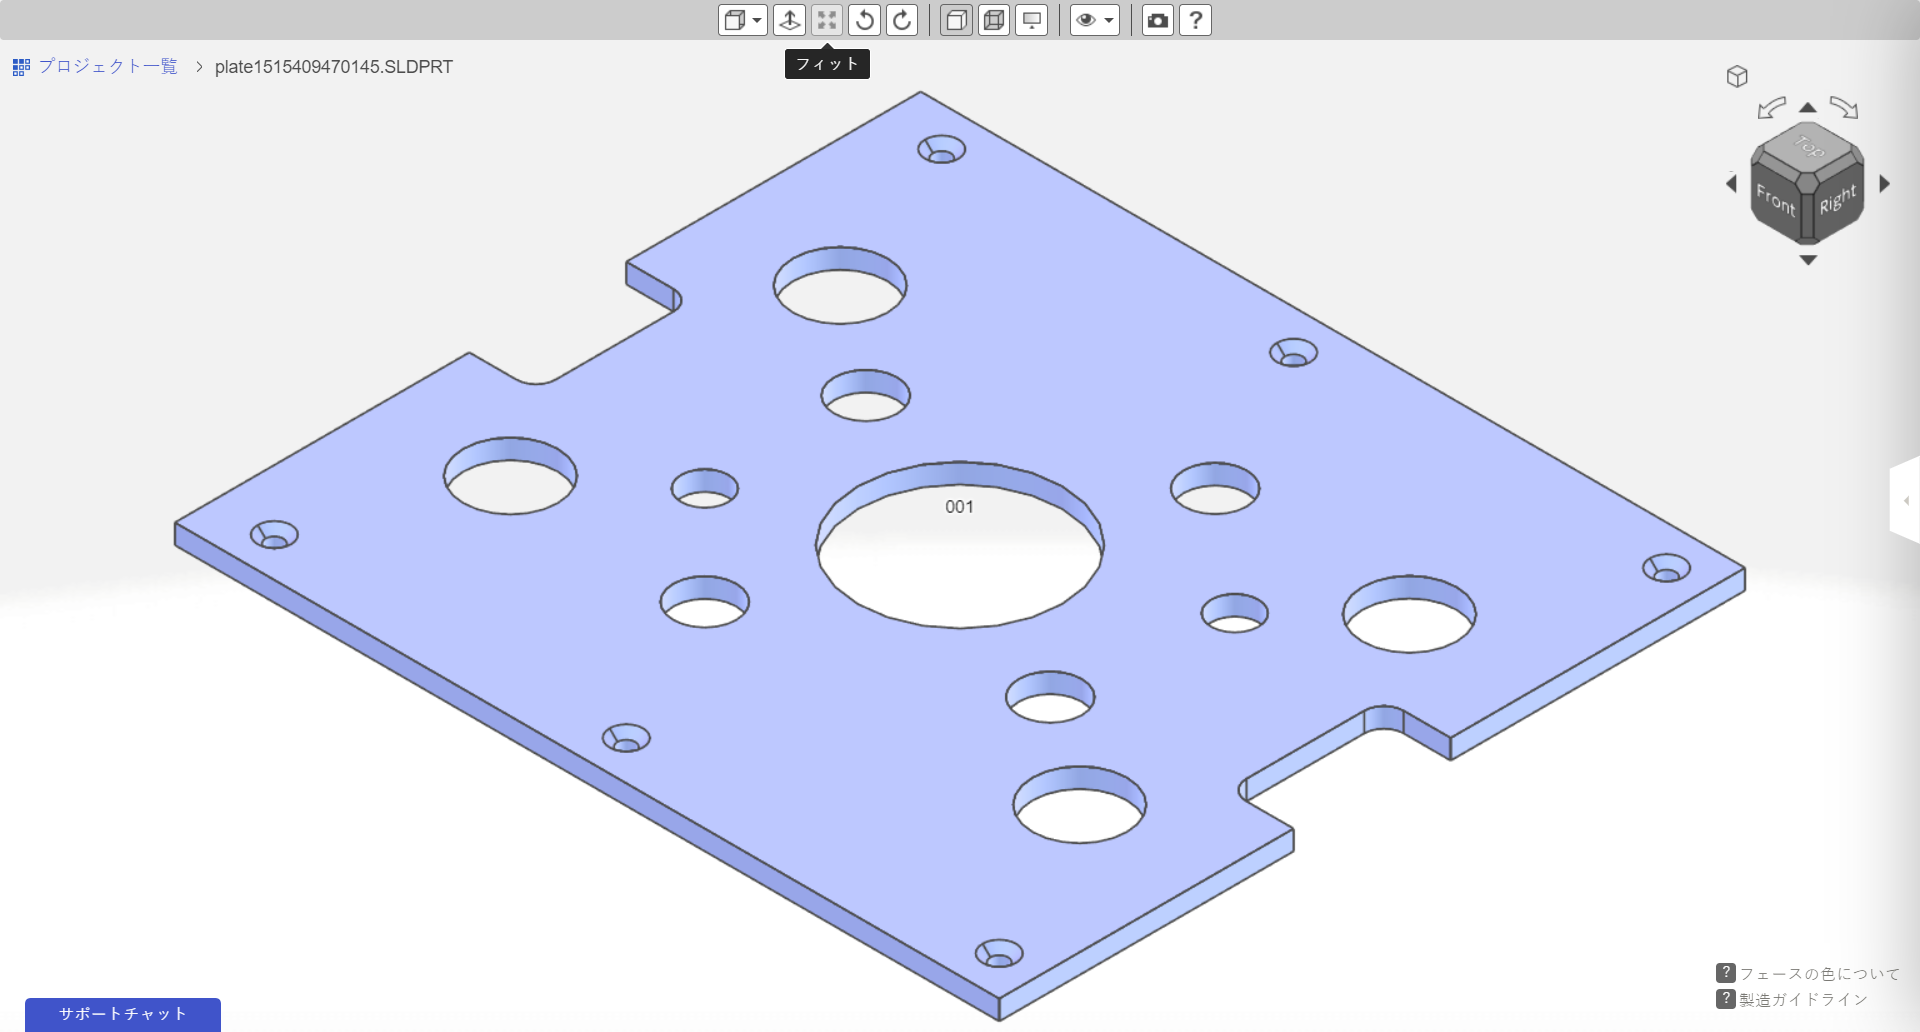 ?
フィット
プロジェクト一覧 > plate1515409470145.SLDPRT
Top
Front
Right
001
? フェースの色について
? 製造ガイドライン
サポートチャット